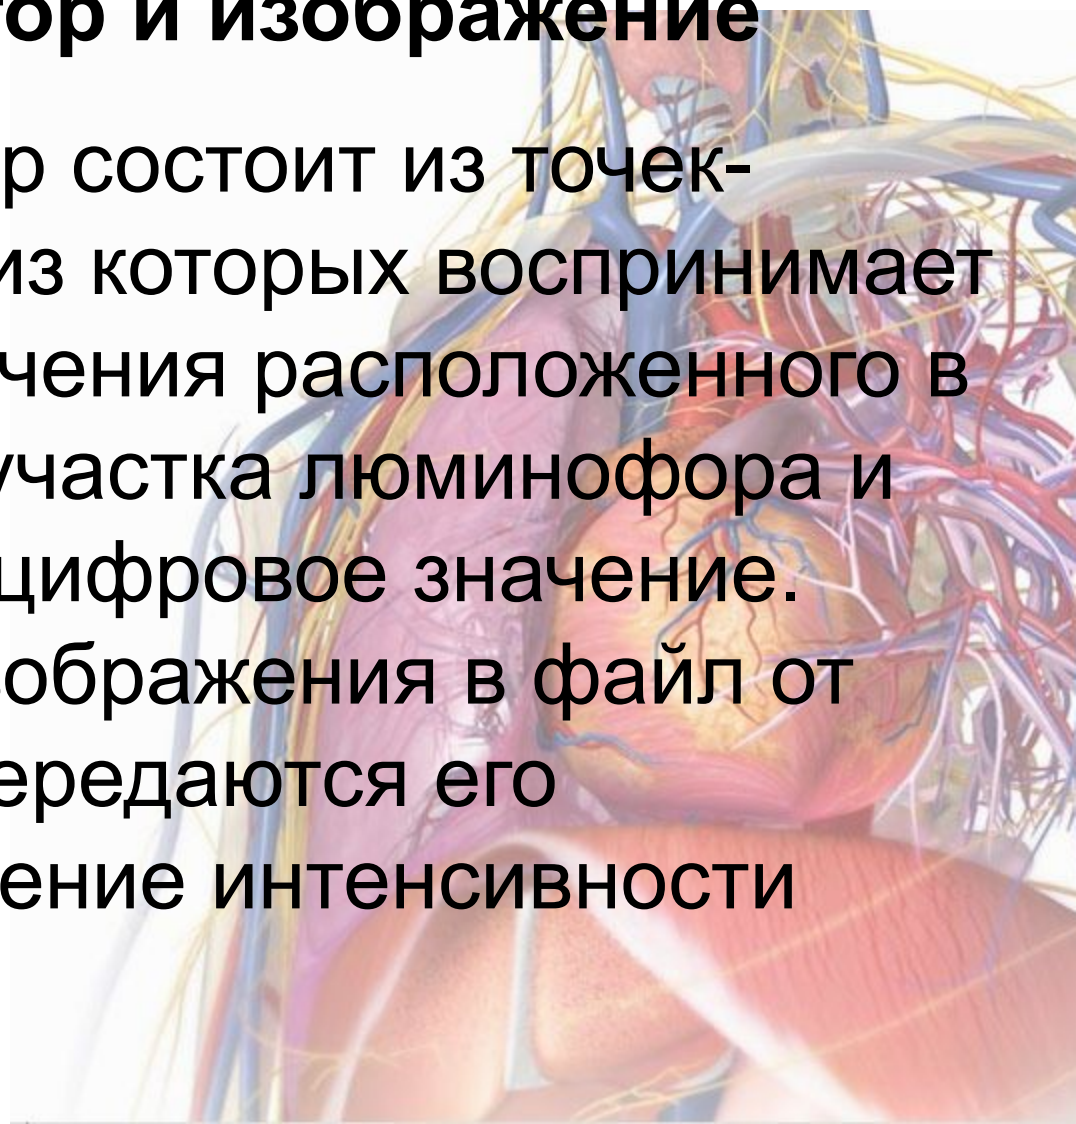 тор и изображение
р состоит из точек-
из которых воспринимает
чения расположенного в
участка люминофора и
цифровое значение.
ображения в файл от
ередаются его
ение интенсивности